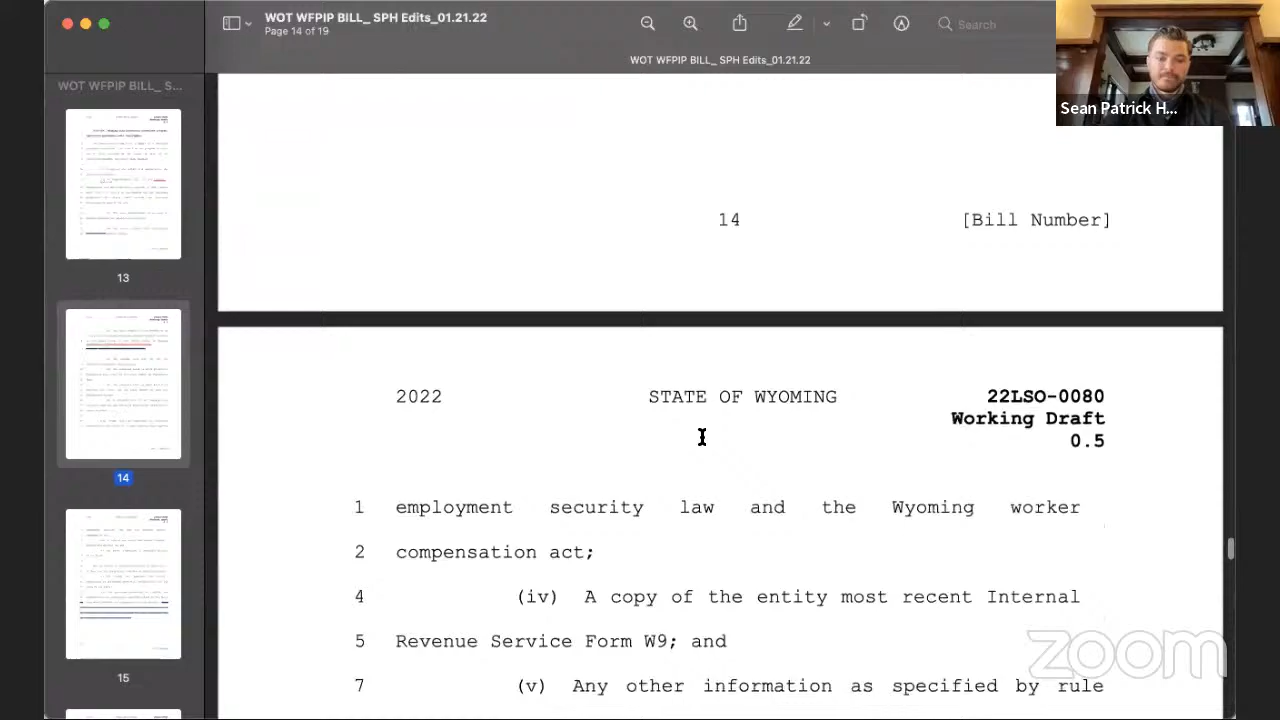 WOT WFPIP BILL_ SPH Edits_01.21.22
Page 14 of 19
Search
WOT WFPIP BILL_ S...
WOT WFPIP BILL_ SPH Edits_01.21.22
Sean Patrick H...
13
14
15
14 [Bill Number]
2022 STATE OF WYOMING 22LSO-0080
Working Draft
0.5
1 employment security law and the Wyoming worker
2 compensation act;
4 (iv) A copy of the entity most recent Internal
5 Revenue Service Form W9; and
7 (v) Any other information as specified by rule
zoom